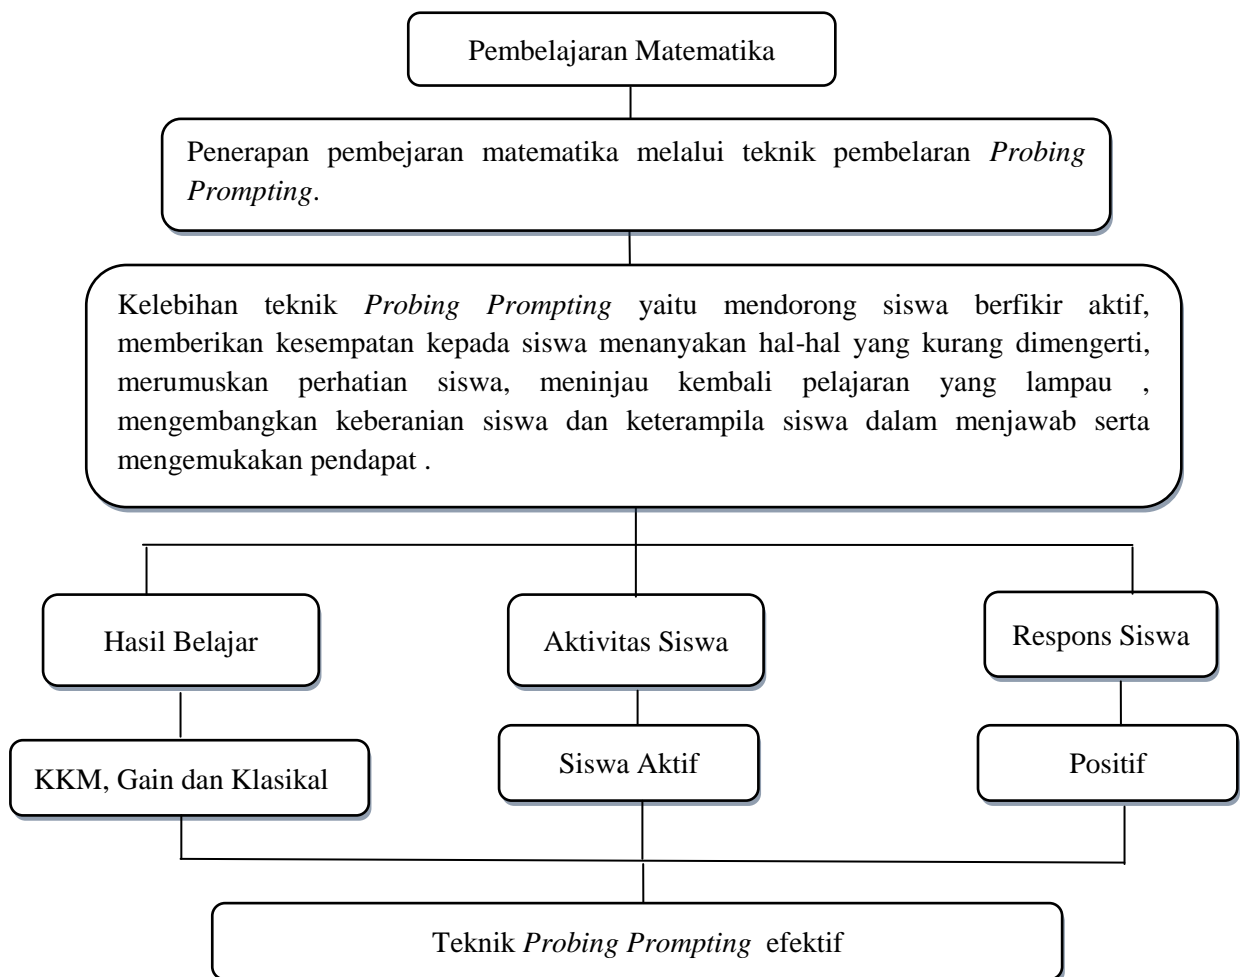 Pembelajaran Matematika
Penerapan pembejaran matematika melalui teknik pembelaran Probing
Prompting.
Kelebihan teknik Probing Prompting yaitu mendorong siswa berfikir aktif,
memberikan kesempatan kepada siswa menanyakan hal-hal yang kurang dimengerti,
merumuskan perhatian siswa, meninjau kembali pelajaran yang lampau ,
mengembangkan keberanian siswa dan keterampila siswa dalam menjawab serta
mengemukakan pendapat .
Hasil Belajar
Aktivitas Siswa
Respons Siswa
KKM, Gain dan Klasikal
Siswa Aktif
Positif
Teknik Probing Prompting efektif